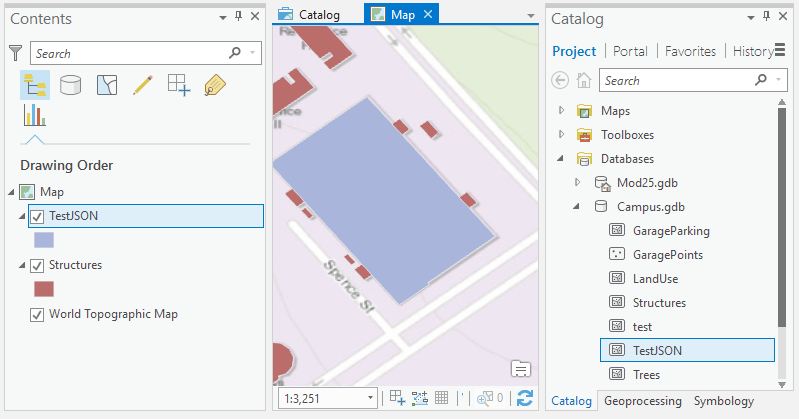 Contents
Search
Drawing Order
Map
TestJSON
Structures
World Topographic Map
Catalog
Map
Spence St
1:3,251
0
Catalog
Project
Portal
Favorites
History
Search
Maps
Toolboxes
Databases
Mod25.gdb
Campus.gdb
GarageParking
GaragePoints
LandUse
Structures
test
TestJSON
Trees
Catalog
Geoprocessing
Symbology